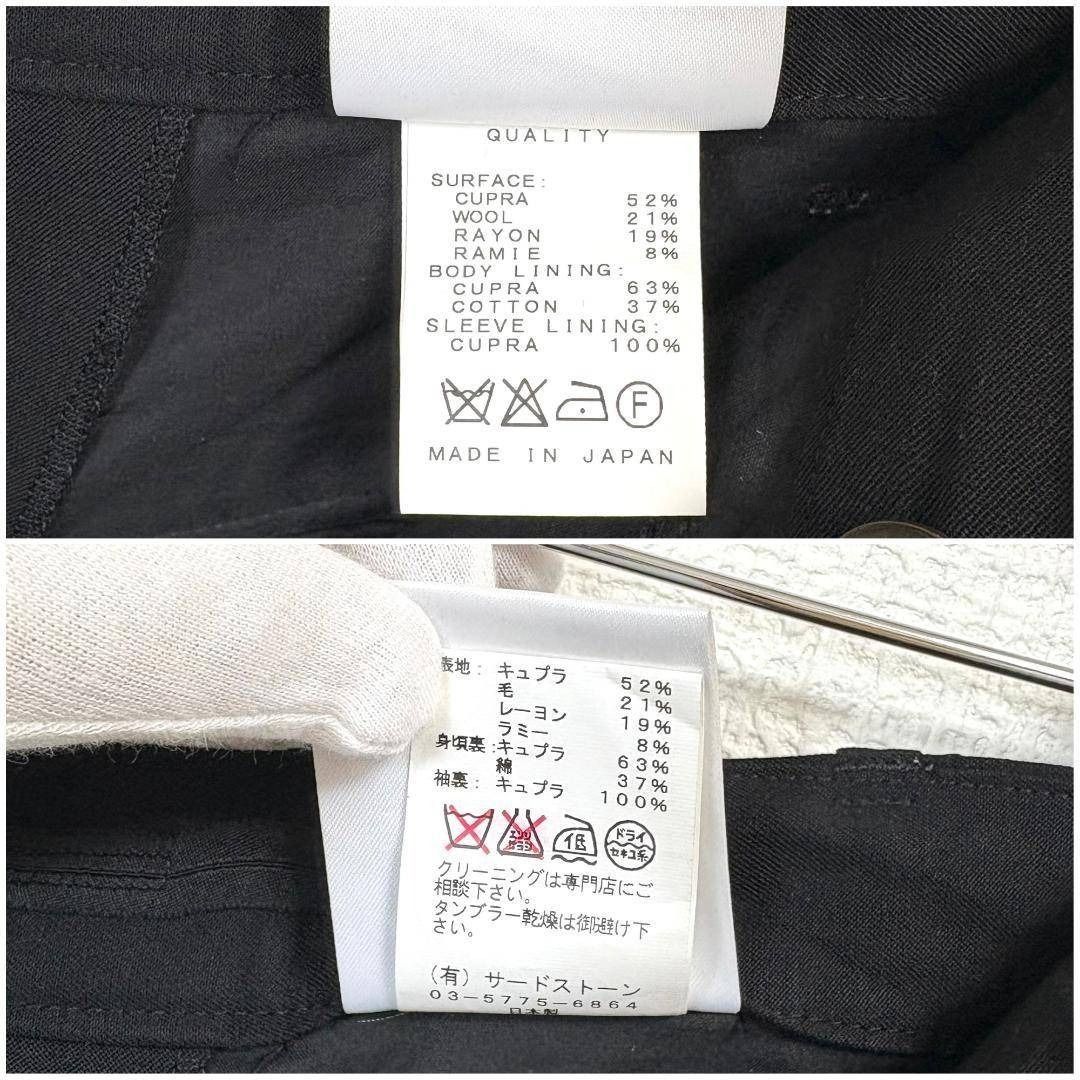 QUALITY
SURFACE:
CUPRA 52%
WOOL 21%
RAYON 19%
RAMIE 8%
BODY LINING:
CUPRA 63%
COTTON 37%
SLEEVE LINING:
CUPRA 100%
F
MADE IN JAPAN
表地: キュプラ 52%
毛 21%
レーヨン 19%
ラミー 8%
身頃裏:キュプラ 63%
綿 37%
袖裏: キュプラ 100%
エンソ
サラシ
低
ドライ
セキユ系
クリーニングは専門店にご
相談下さい。
タンブラー乾燥は御避け下
さい。
(有) サードストーン
03-5775-6864
日本製